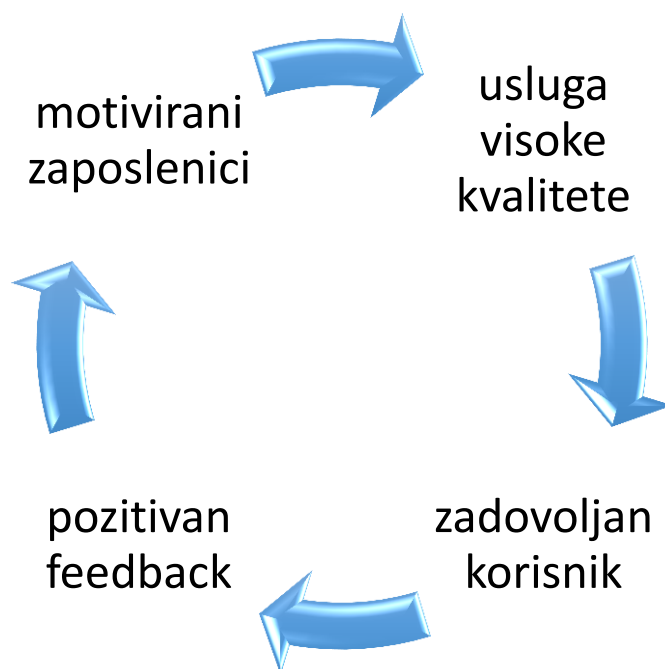 motivirani
zaposlenici
usluga
visoke
kvalitete
zadovoljan
korisnik
pozitivan
feedback